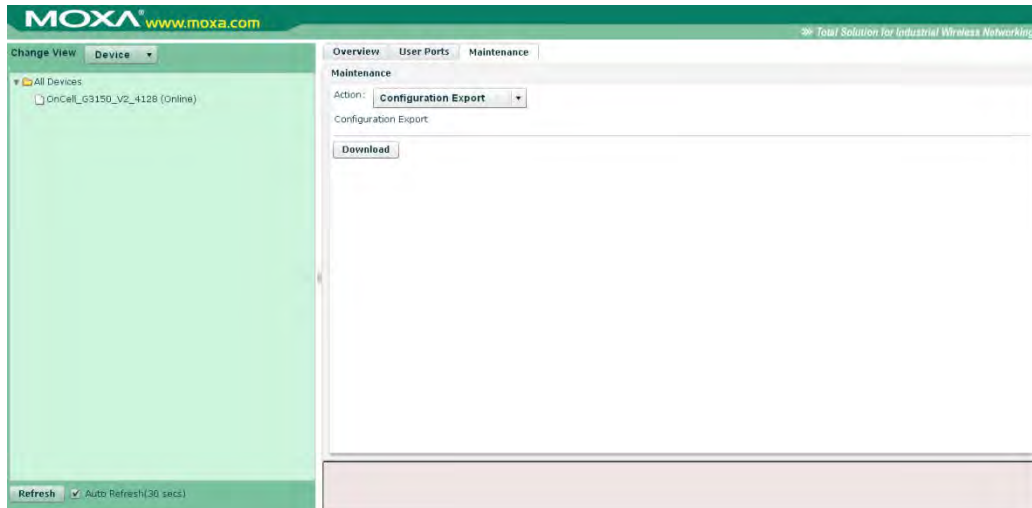 MOXA® www.moxa.com
Total Solution for Industrial Wireless Networking
Change View Device
All Devices
OnCell_G3150_V2_4128 (Online)
Refresh
Auto Refresh(30 secs)
Overview User Ports Maintenance
Maintenance
Action: Configuration Export
Configuration Export
Download